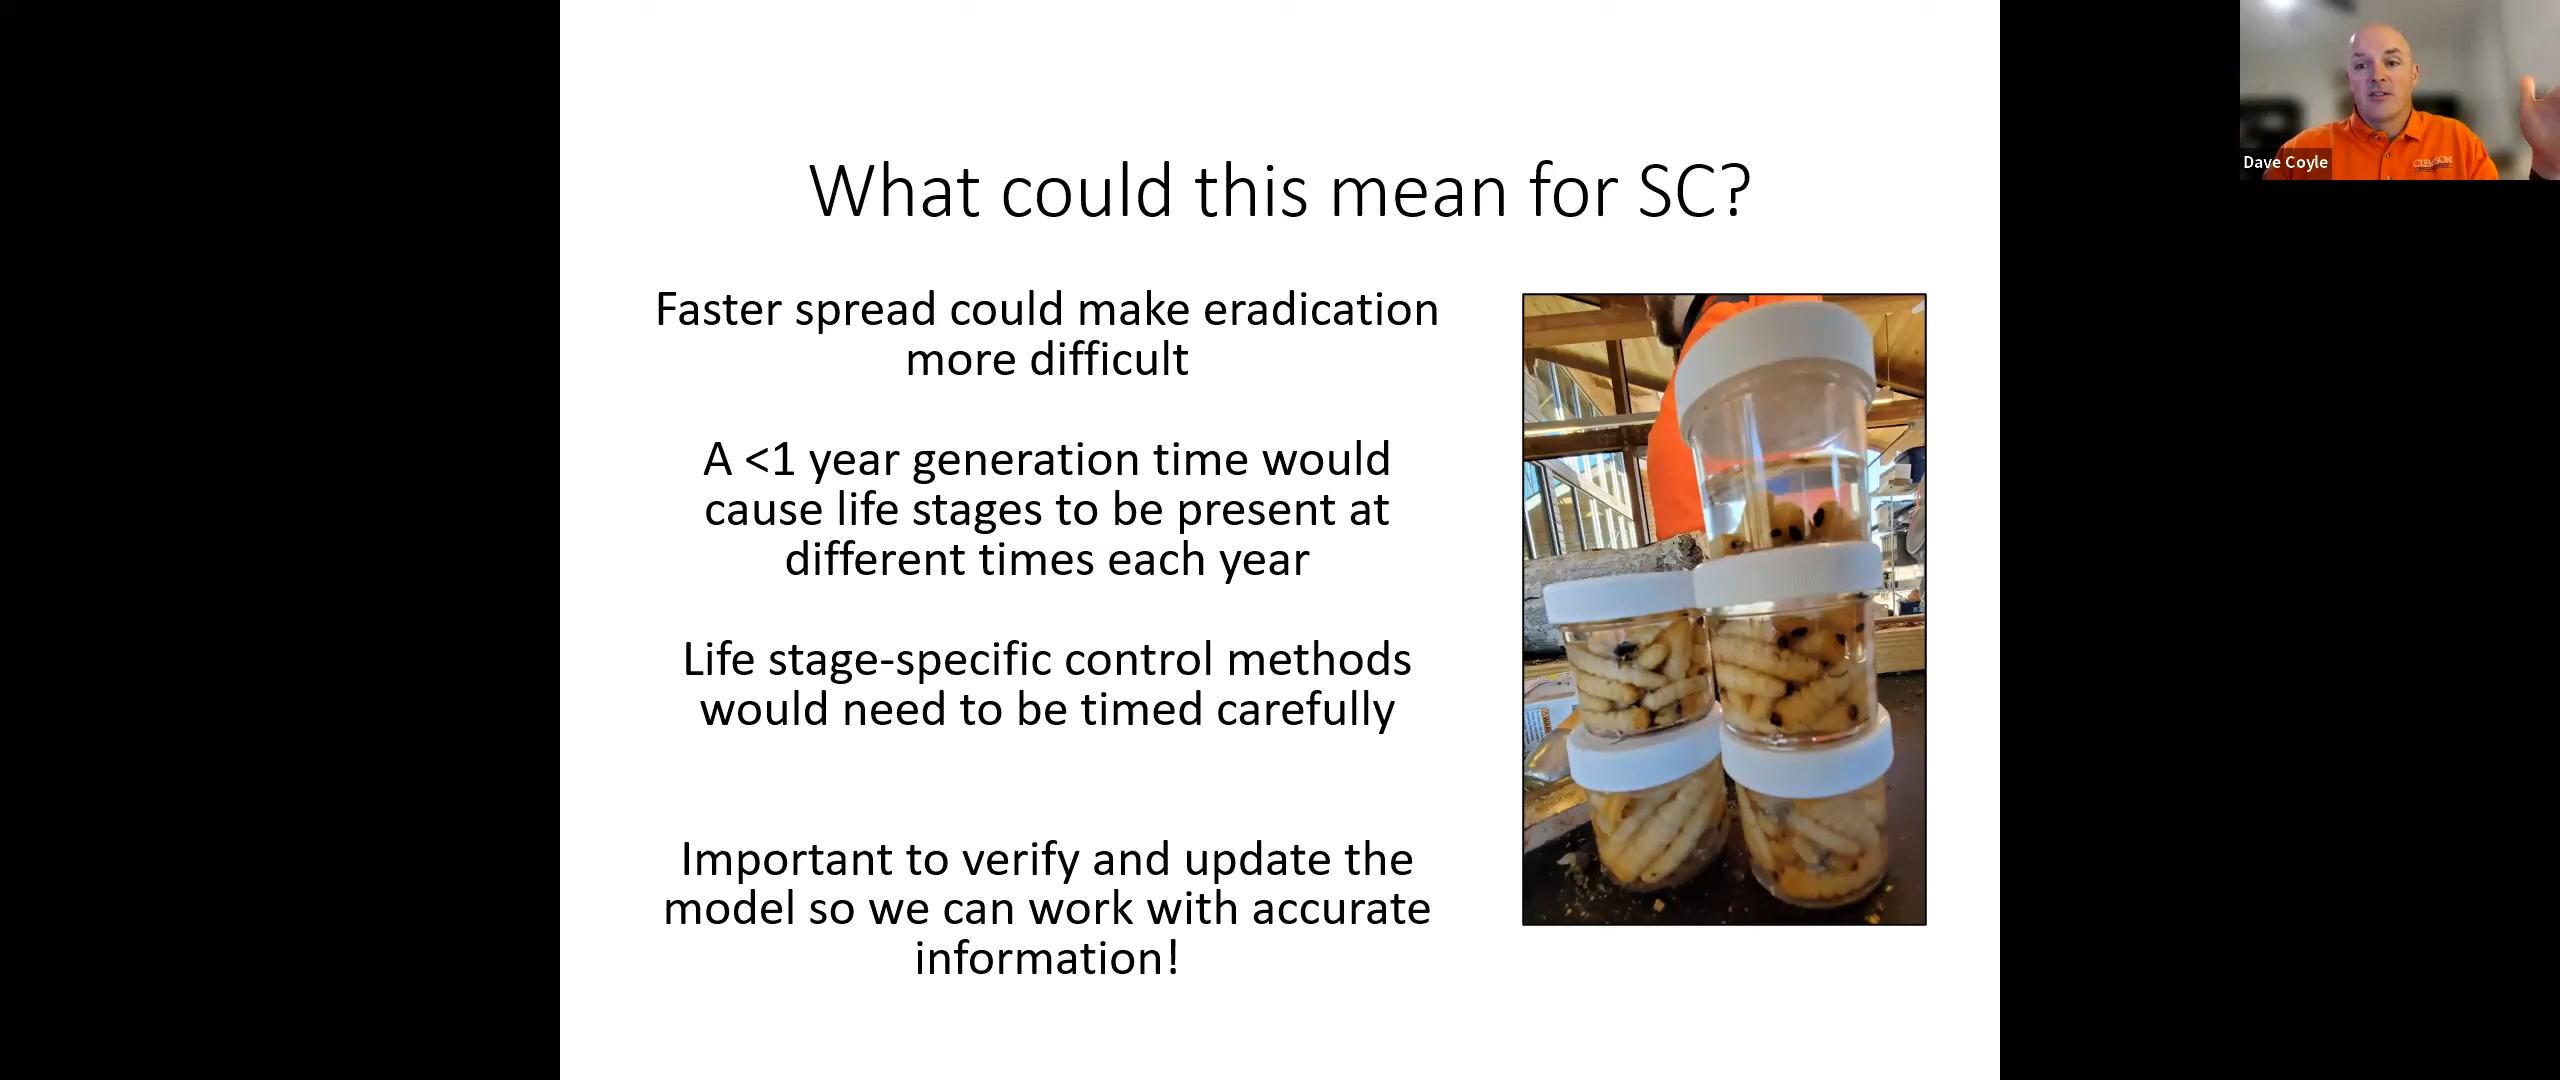 What could this mean for SC?
Faster spread could make eradication
more difficult
A <1 year generation time would
cause life stages to be present at
different times each year
Life stage-specific control methods
would need to be timed carefully
Important to verify and update the
model so we can work with accurate
information!
Dave Coyle
CLEMSON